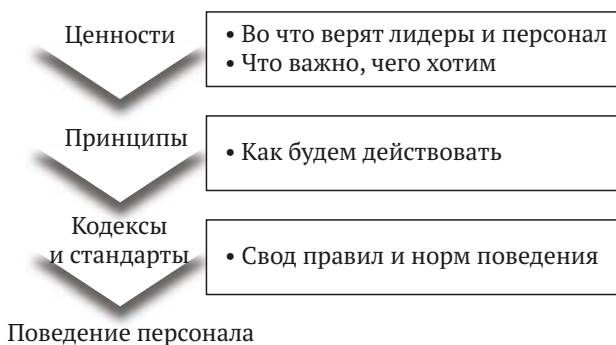 Ценности
• Во что верят лидеры и персонал
• Что важно, чего хотим
Принципы
• Как будем действовать
Кодексы
и стандарты
• Свод правил и норм поведения
Поведение персонала